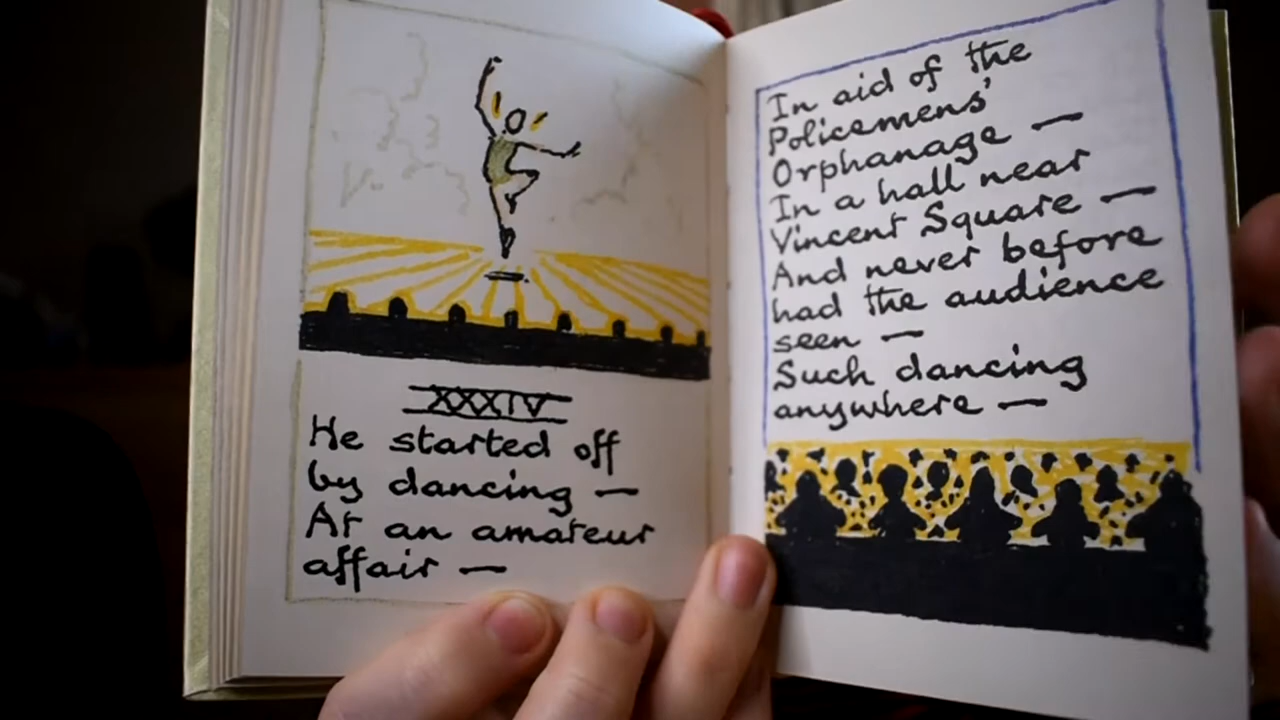 XXXIV
He started off
by dancing —
At an amateur
affair —
In aid of the
Policemens'
Orphanage —
In a hall near
Vincent Square —
And never before
had the audience
seen —
Such dancing
anywhere —